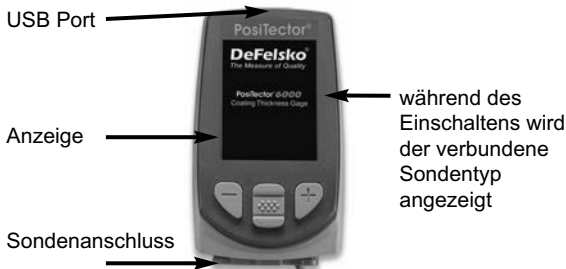 USB Port
PosiTector®
DeFelsko®
The Measure of Quality
PosiTector 6000
Coating Thickness Gage
während des
Einschaltens wird
der verbundene
Sondentyp
angezeigt
Anzeige
Sondenanschluss